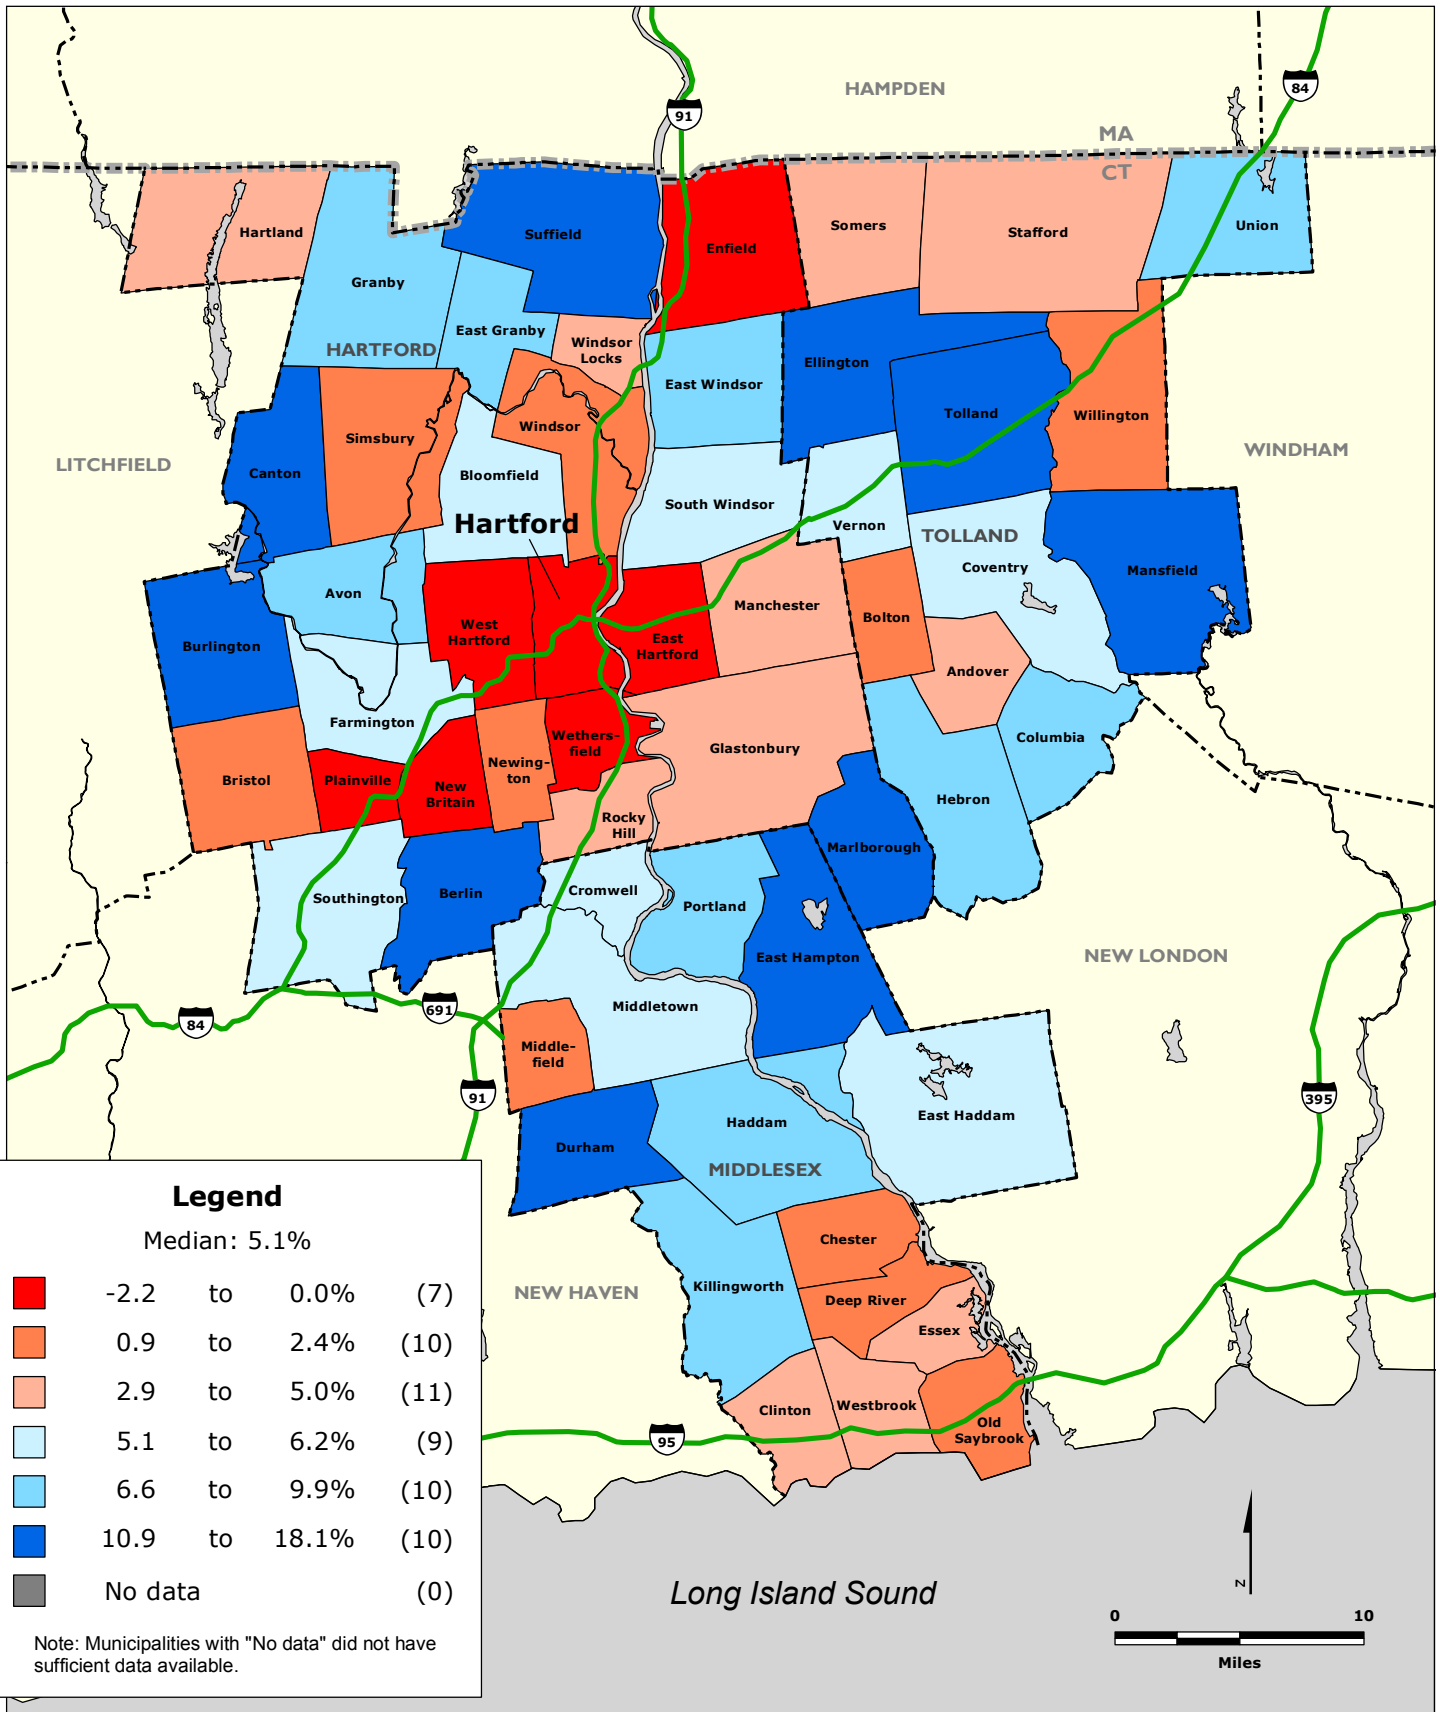 HAMPDEN
84
91
MA
CT
Hartland
Suffield
Enfield
Somers
Stafford
Union
Granby
East Granby
HARTFORD
Windsor
Locks
East Windsor
Ellington
Tolland
Willington
Simsbury
Windsor
LITCHFIELD
WINDHAM
Canton
Bloomfield
South Windsor
Hartford
Vernon
TOLLAND
Coventry
Mansfield
Avon
Manchester
Bolton
West
Hartford
East
Hartford
Burlington
Andover
Farmington
Columbia
Wethers-
field
Glastonbury
Newing-
ton
Bristol
Plainville
New
Britain
Hebron
Rocky
Hill
Marlborough
Southington
Berlin
Cromwell
Portland
East Hampton
NEW LONDON
Middletown
691
84
Middle-
field
91
395
East Haddam
Haddam
Durham
MIDDLESEX
Chester
Killingworth
NEW HAVEN
Deep River
Essex
Clinton
Westbrook
Old
Saybrook
95
Legend
Median: 5.1%
-2.2 to 0.0% (7)
0.9 to 2.4% (10)
2.9 to 5.0% (11)
5.1 to 6.2% (9)
6.6 to 9.9% (10)
10.9 to 18.1% (10)
No data (0)
Note: Municipalities with "No data" did not have
sufficient data available.
Long Island Sound
N
0 10
Miles